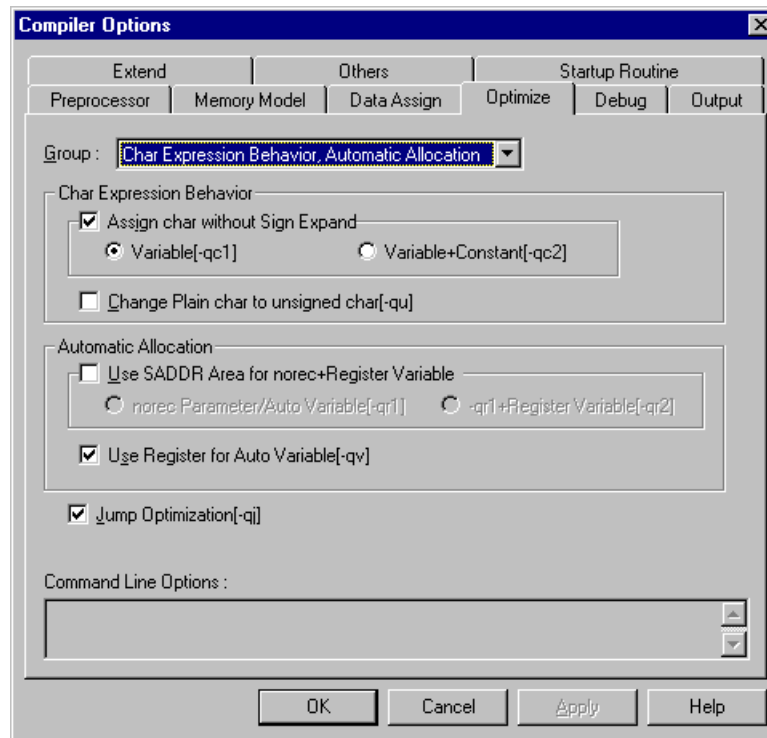 Compiler Options
Extend Others Startup Routine
Preprocessor Memory Model Data Assign Optimize Debug Output
Group : Char Expression Behavior, Automatic Allocation
Char Expression Behavior
Assign char without Sign Expand
Variable[-qc1] Variable+Constant[-qc2]
Change Plain char to unsigned char[-qu]
Automatic Allocation
Use SADDR Area for norec+Register Variable
norec Parameter/Auto Variable[-qr1] -qr1+Register Variable[-qr2]
Use Register for Auto Variable[-qv]
Jump Optimization[-qj]
Command Line Options :
OK Cancel Apply Help